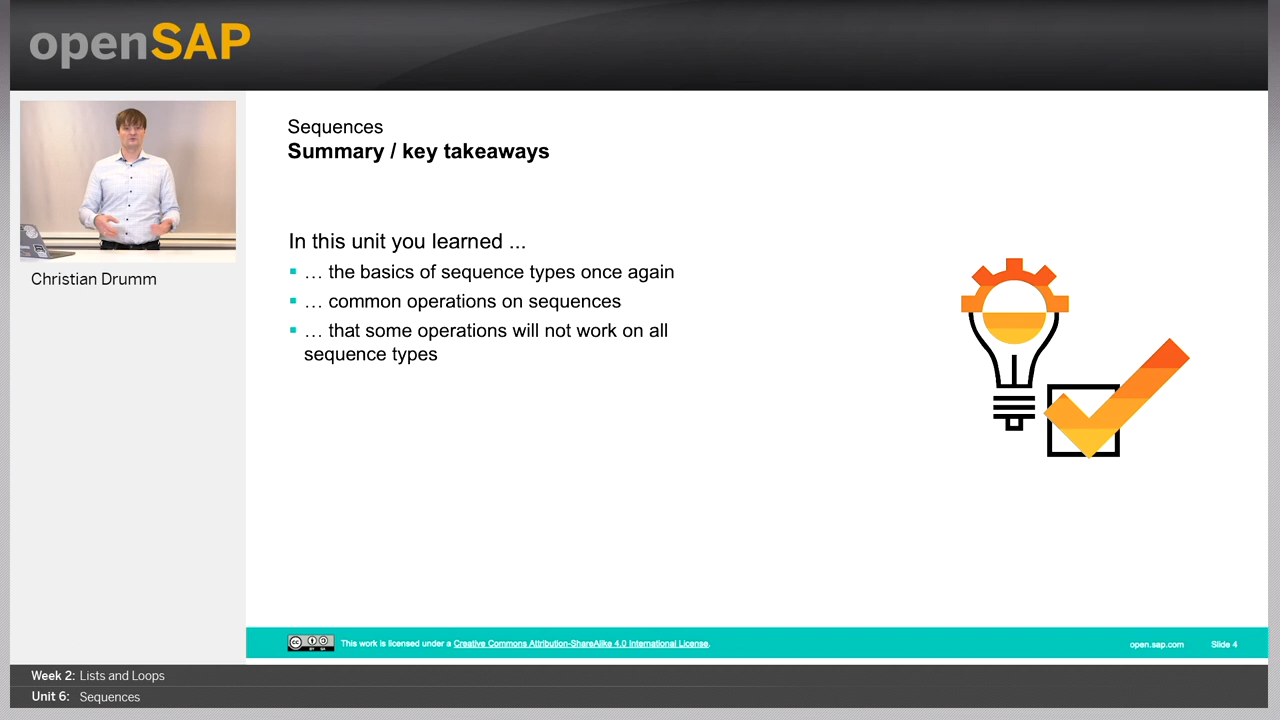 openSAP
Christian Drumm
Sequences
Summary / key takeaways
In this unit you learned ...
… the basics of sequence types once again
… common operations on sequences
… that some operations will not work on all
sequence types
This work is licensed under a Creative Commons Attribution-ShareAlike 4.0 International License.
open.sap.com
Slide 4
Week 2: Lists and Loops
Unit 6: Sequences